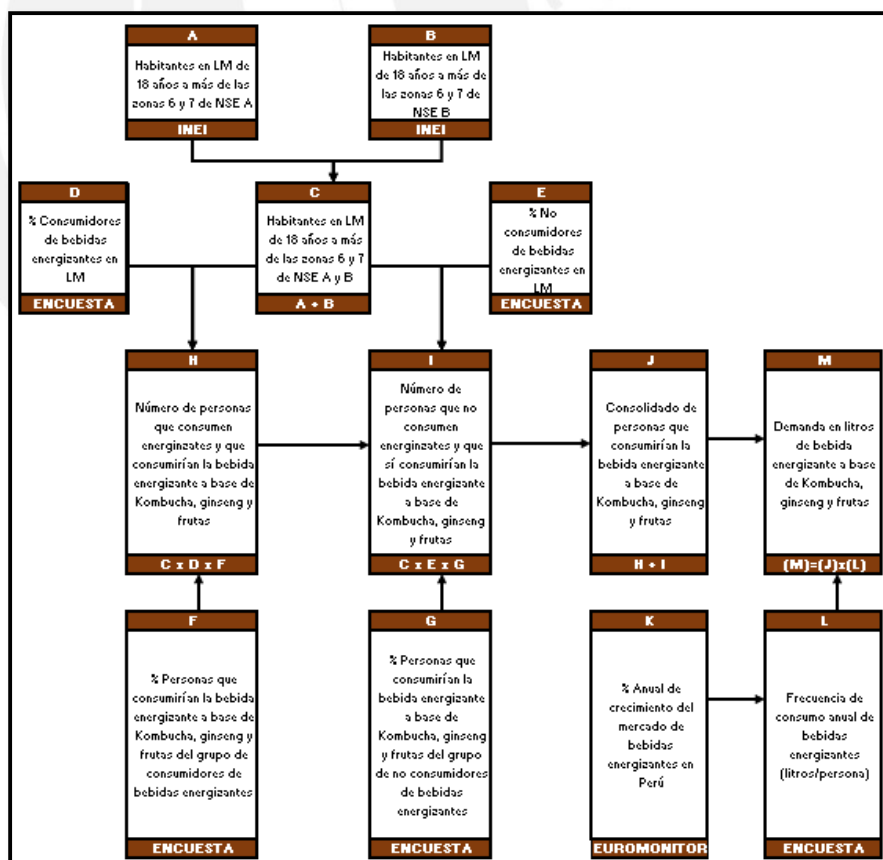 A
Habitantes en LM de
18 años a más de las
zonas 6 y 7 de NSE A
INEI
B
Habitantes en LM
de 18 años a más de
las zonas 6 y 7 de
NSE B
INEI
D
% Consumidores
de bebidas
energizantes en
LM
ENCUESTA
C
Habitantes en LM
de 18 años a más
de las zonas 6 y 7
de NSE A y B
A + B
E
% No
consumidores
de bebidas
energizantes en
LM
ENCUESTA
H
Número de personas
que consumen
energinzates y que
consumirían la bebida
energizante a base de
Kombucha, ginseng y
frutas
C x D x F
I
Número de
personas que no
consumen
energinzates y que
sí consumirían la
bebida energizante
a base de
Kombucha, ginseng
y frutas
C x E x G
J
Consolidado de
personas que
consumirían la
bebida energizante a
base de Kombucha,
ginseng y frutas
H + I
M
Demanda en litros
de bebida
energizante a base
de Kombucha,
ginseng y frutas
(M)=(J)x(L)
F
% Personas que
consumirían la bebida
energizante a base de
Kombucha, ginseng y
frutas del grupo de
consumidores de
bebidas energizantes
ENCUESTA
G
% Personas que
consumirían la bebida
energizante a base de
Kombucha, ginseng
y frutas del grupo
de no consumidores
de bebidas
energizantes
ENCUESTA
K
% Anual de
crecimiento del
mercado de
bebidas
energizantes en
Perú
EUROMONITOR
L
Frecuencia de
consumo anual de
bebidas
energizantes
(litros/persona)
ENCUESTA